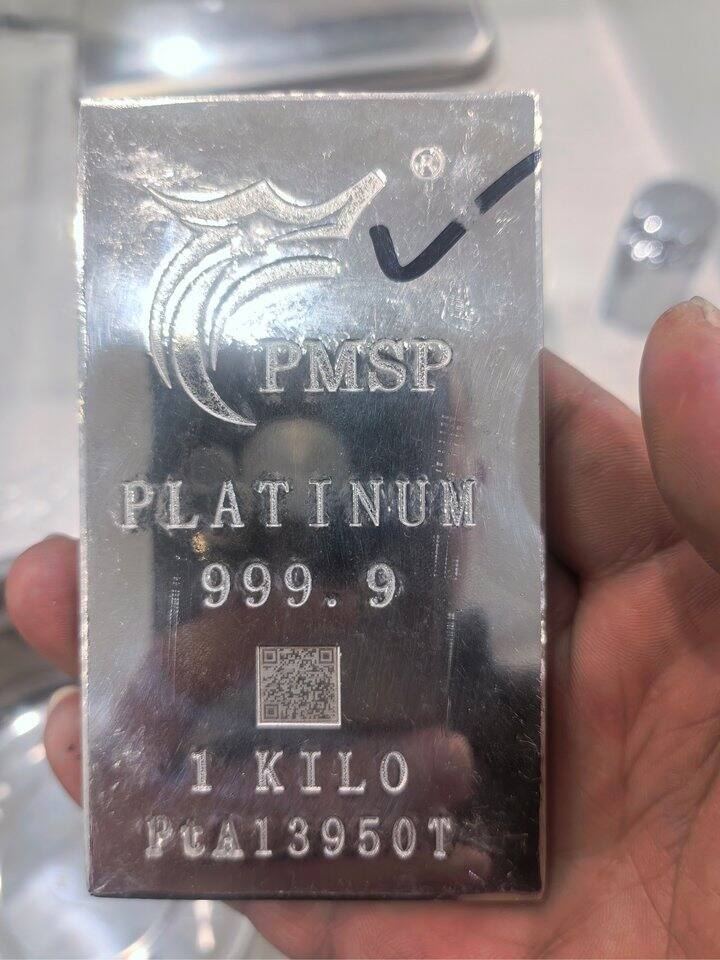 ®
PMSP
PLATINUM
999.9
1 KILO
PtA13950T